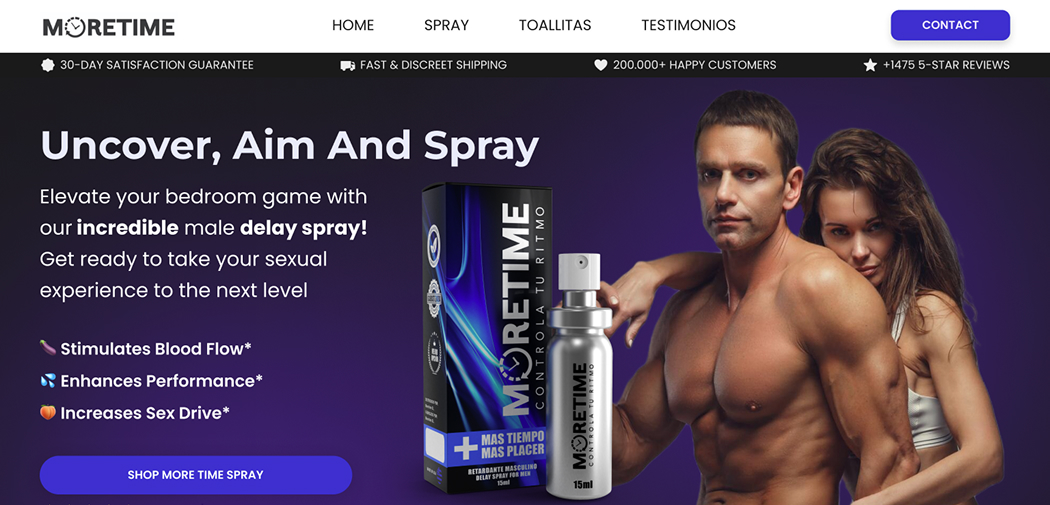 MORETIME
HOME
SPRAY
TOALLITAS
TESTIMONIOS
CONTACT
30-DAY SATISFACTION GUARANTEE
FAST & DISCREET SHIPPING
200.000+ HAPPY CUSTOMERS
+1475 5-STAR REVIEWS
Uncover, Aim And Spray
Elevate your bedroom game with
our incredible male delay spray!
Get ready to take your sexual
experience to the next level
Stimulates Blood Flow*
Enhances Performance*
Increases Sex Drive*
SHOP MORE TIME SPRAY
MORETIME
CONTROLA TU RITMO
+ MAS TIEMPO
MAS PLACER
RETARDANTE MASCULINO
DELAY SPRAY FOR MEN
15ml
MORETIME
CONTROLA TU RITMO
15ml